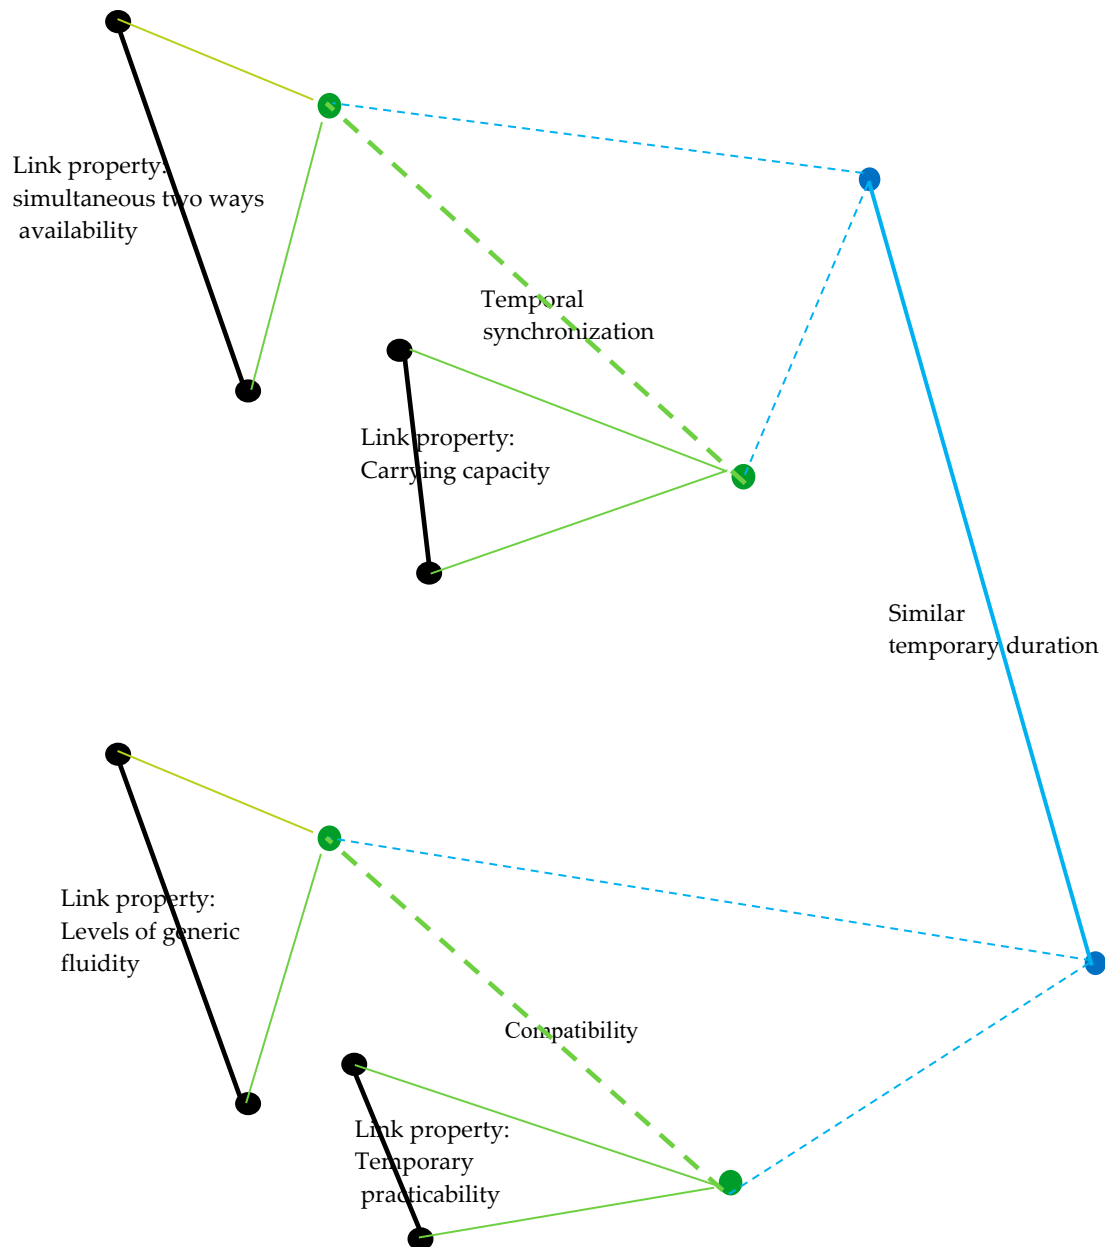 Link property:
simultaneous two ways
availability
Temporal
synchronization
Link property:
Carrying capacity
Similar
temporary duration
Link property:
Levels of generic
fluidity
Compatibility
Link property:
Temporary
practicability